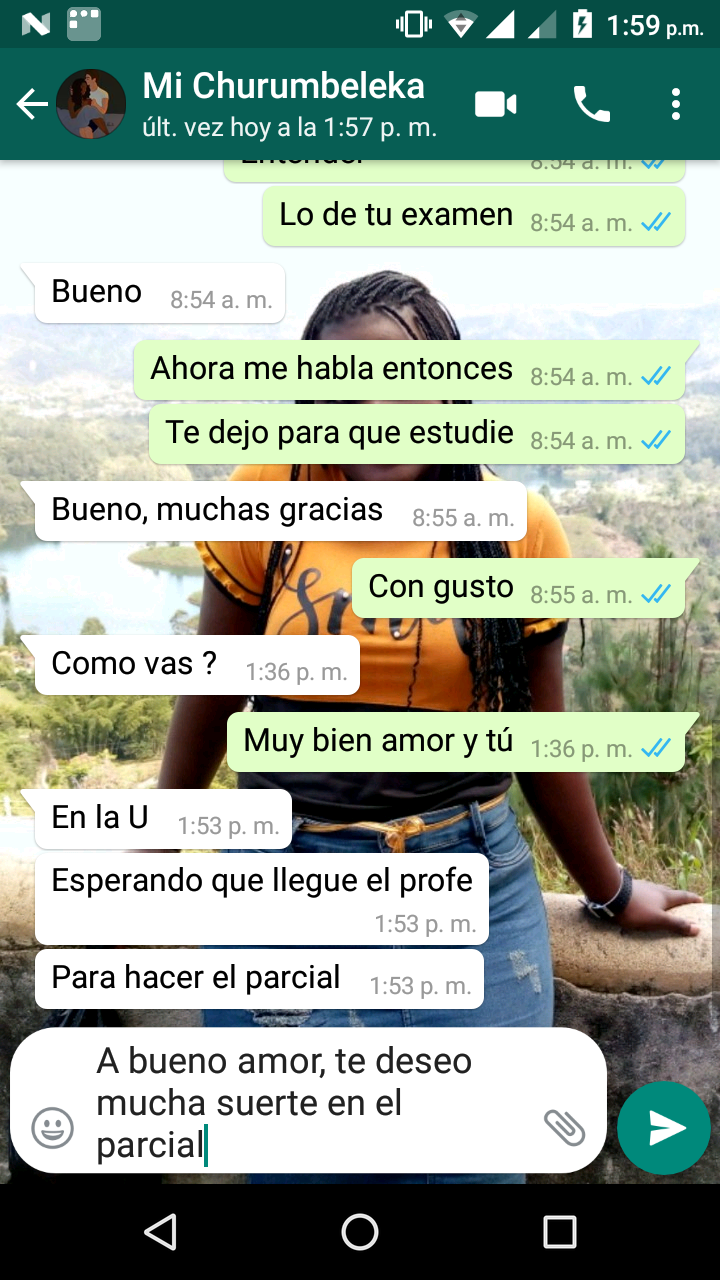 1:59 p.m.
Mi Churumbeleka
últ. vez hoy a la 1:57 p. m.
8:54 a. m.
Lo de tu examen 8:54 a. m.
Bueno 8:54 a. m.
Ahora me habla entonces 8:54 a. m.
Te dejo para que estudie 8:54 a. m.
Bueno, muchas gracias 8:55 a. m.
Con gusto 8:55 a. m.
Como vas ? 1:36 p. m.
Muy bien amor y tú 1:36 p. m.
En la U 1:53 p. m.
Esperando que llegue el profe
1:53 p. m.
Para hacer el parcial 1:53 p. m.
A bueno amor, te deseo
mucha suerte en el
parcial